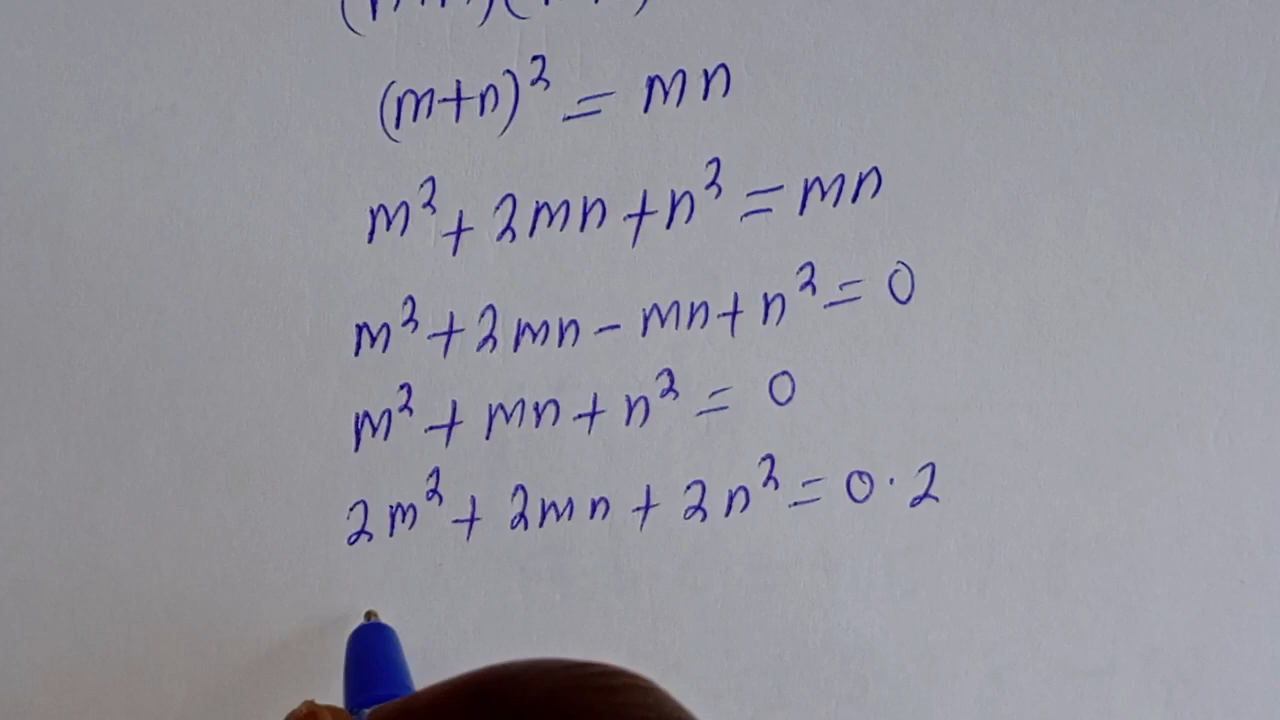 (m+n)² = mn
m² + 2mn + n² = mn
m² + 2mn - mn + n² = 0
m² + mn + n² = 0
2m² + 2mn + 2n² = 0·2